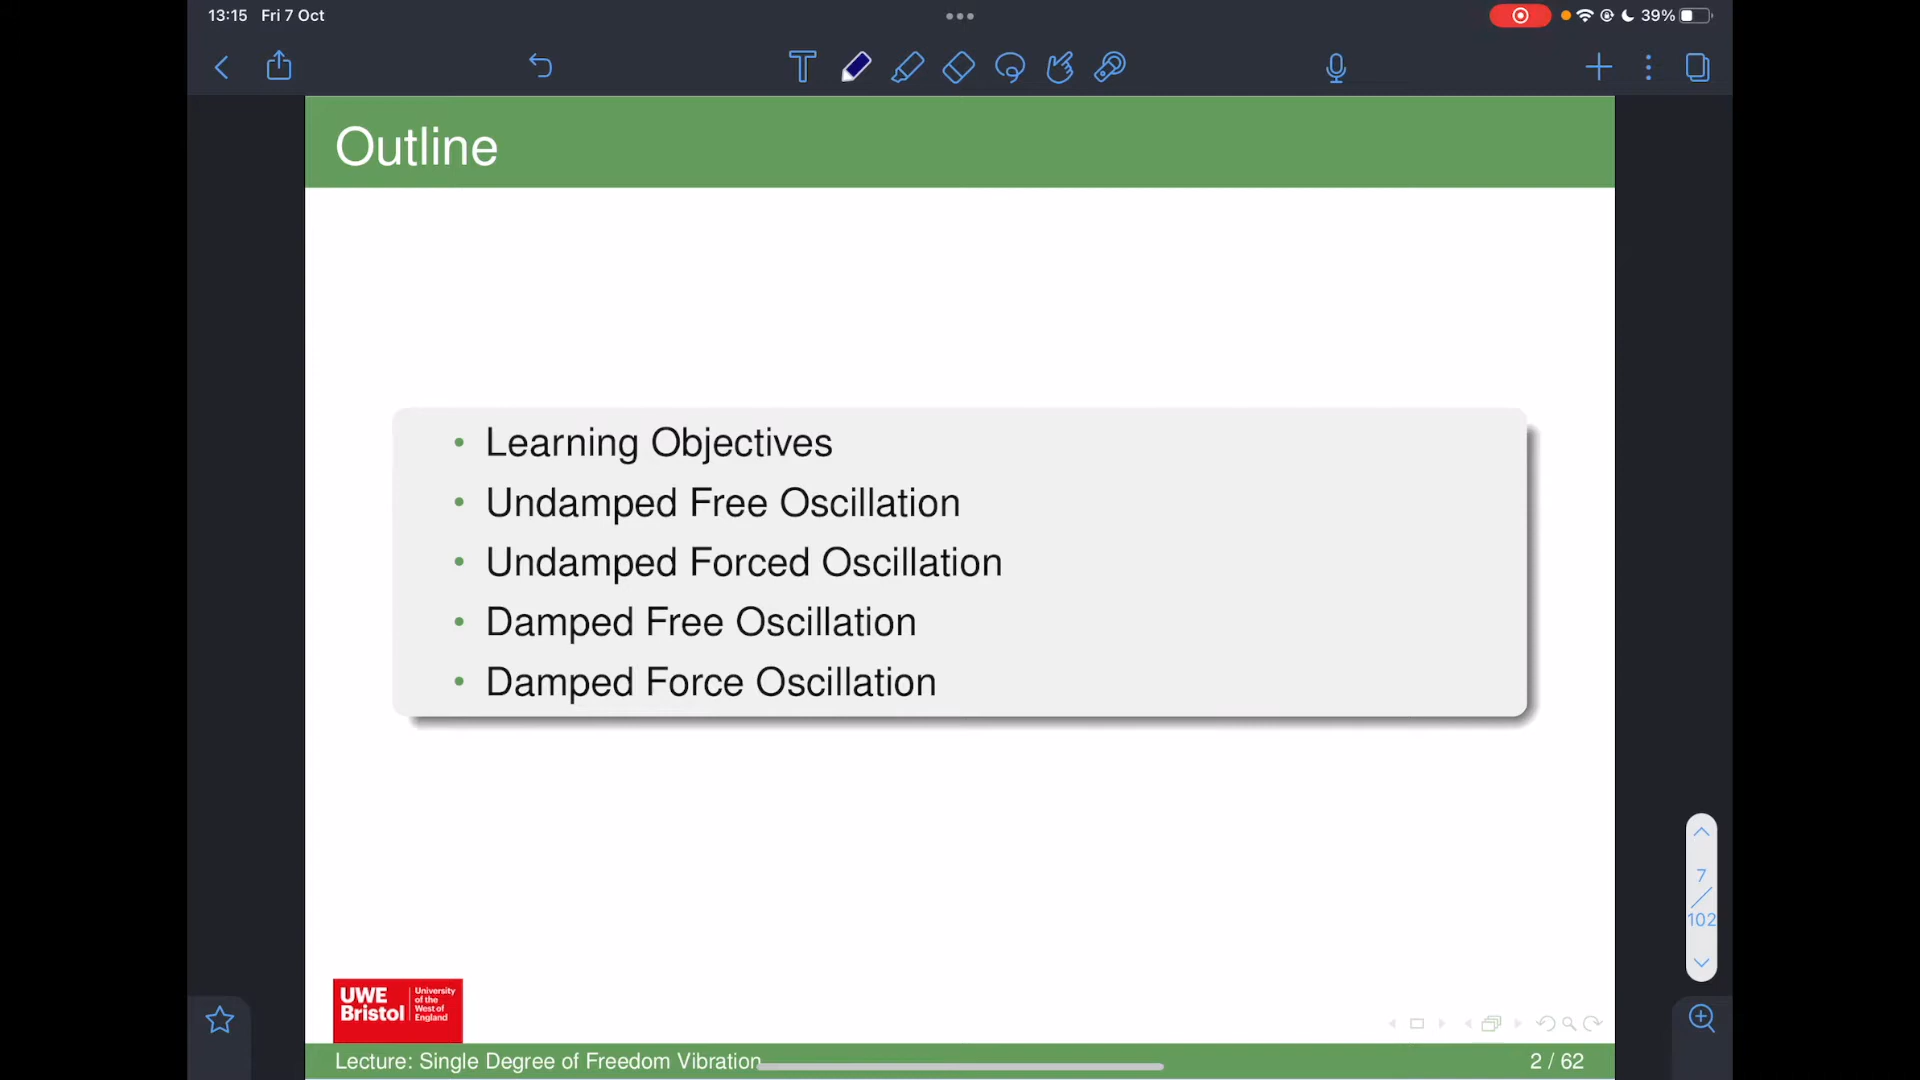 13:15 Fri 7 Oct
39%
Outline
• Learning Objectives
• Undamped Free Oscillation
• Undamped Forced Oscillation
• Damped Free Oscillation
• Damped Force Oscillation
7
/
102
UWE Bristol
University of the West of England
Lecture: Single Degree of Freedom Vibration
2 / 62